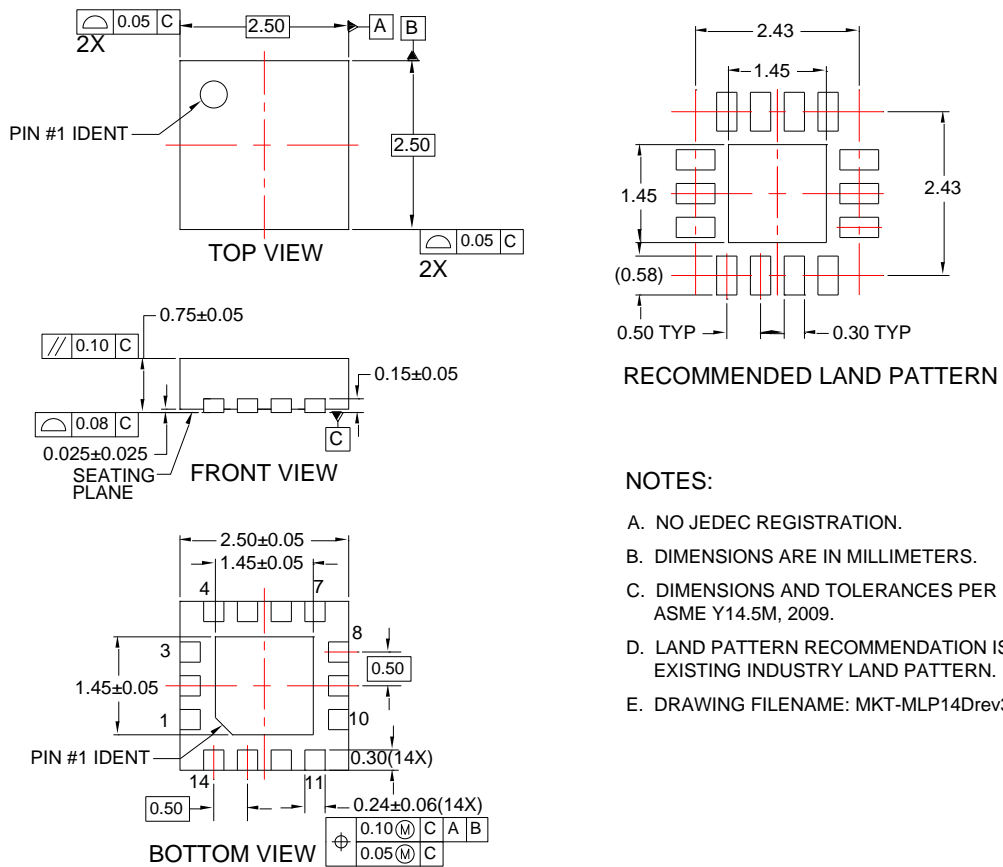 0.05 C
2X
2.50
A
B
PIN #1 IDENT
2.50
TOP VIEW
0.05 C
2X
0.75±0.05
// 0.10 C
0.15±0.05
0.08 C
C
0.025±0.025
SEATING
PLANE
FRONT VIEW
2.50±0.05
1.45±0.05
4
7
3
8
0.50
1.45±0.05
1
10
PIN #1 IDENT
0.30(14X)
14
11
0.50
0.24±0.06(14X)
⌖ 0.10 Ⓜ C A B
0.05 Ⓜ C
BOTTOM VIEW
2.43
1.45
1.45
2.43
(0.58)
0.50 TYP
0.30 TYP
RECOMMENDED LAND PATTERN
NOTES:
A. NO JEDEC REGISTRATION.
B. DIMENSIONS ARE IN MILLIMETERS.
C. DIMENSIONS AND TOLERANCES PER
ASME Y14.5M, 2009.
D. LAND PATTERN RECOMMENDATION IS
EXISTING INDUSTRY LAND PATTERN.
E. DRAWING FILENAME: MKT-MLP14Drev